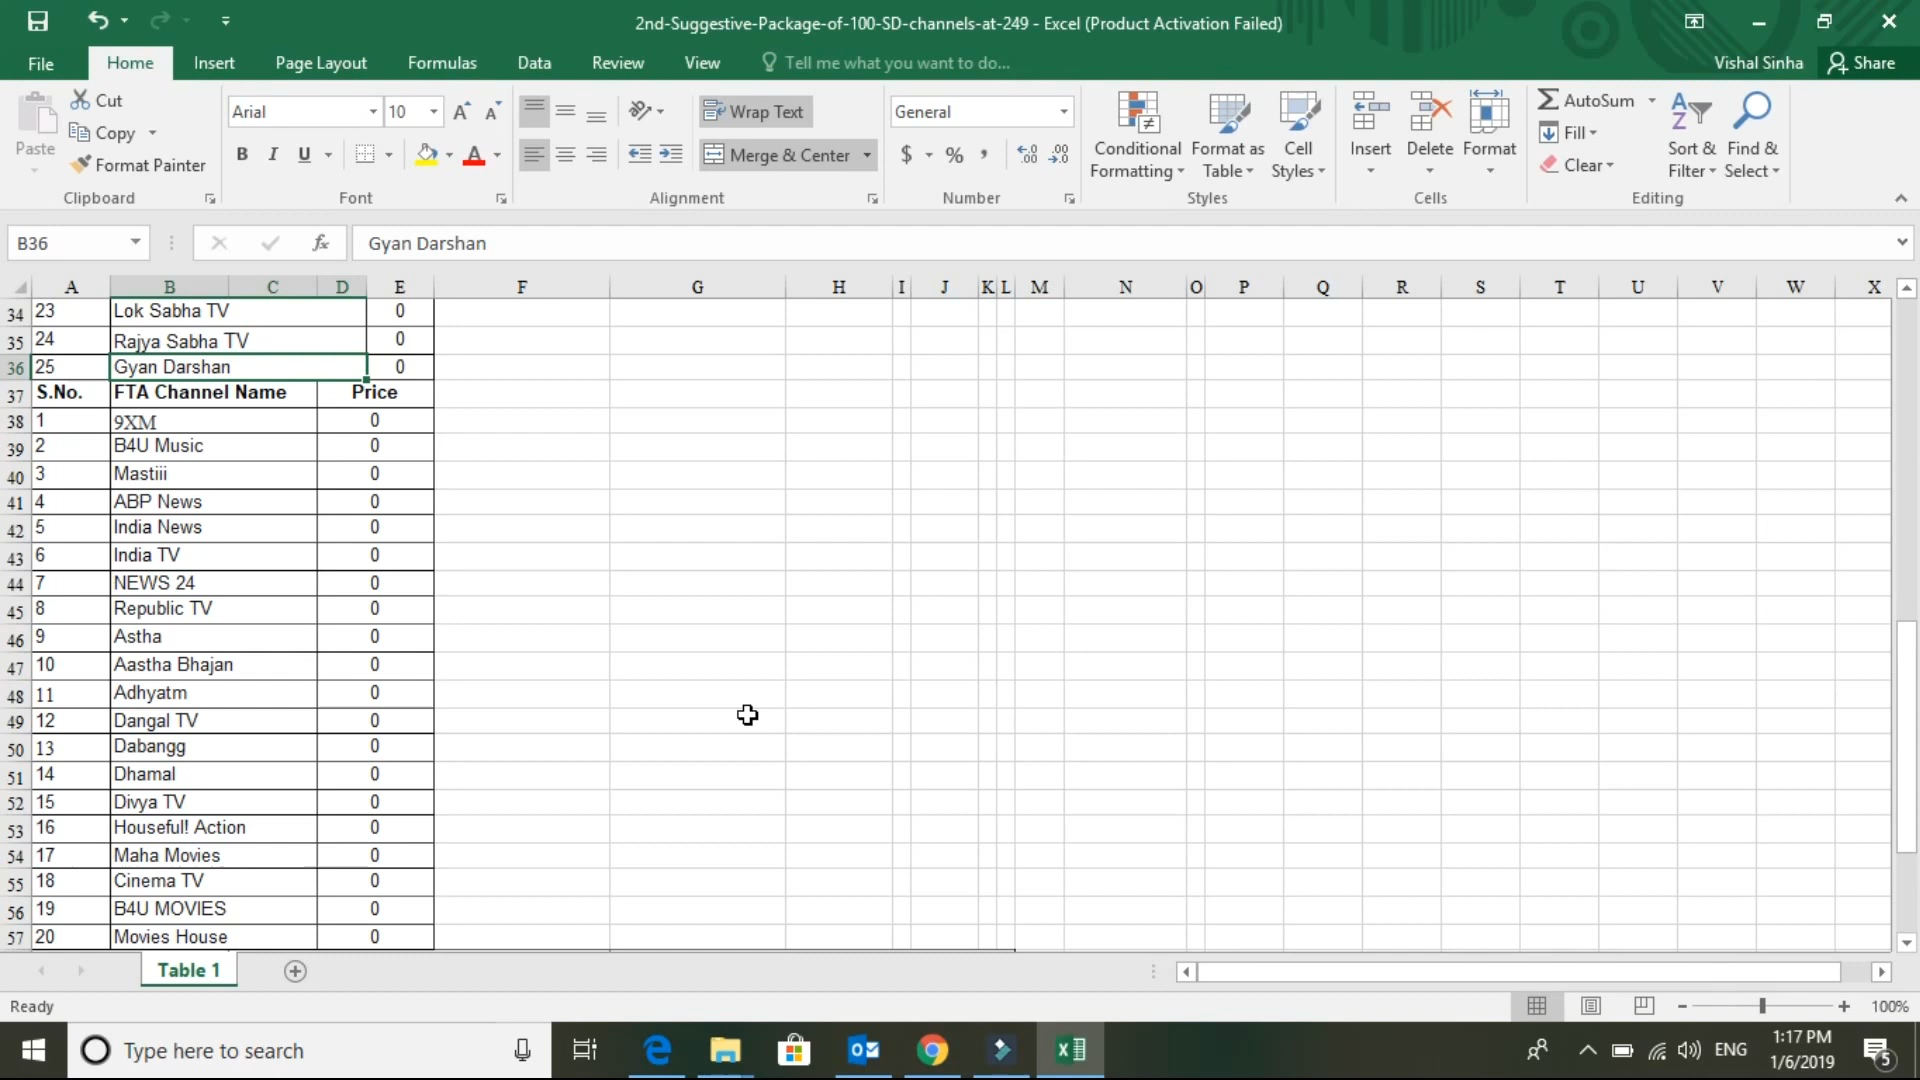 2nd-Suggestive-Package-of-100-SD-channels-at-249 - Excel (Product Activation Failed)
File Home Insert Page Layout Formulas Data Review View Tell me what you want to do... Vishal Sinha Share
Paste Cut Copy Format Painter Clipboard
Arial 10 B I U A Font
Wrap Text Merge & Center Alignment
General $ % , Number
Conditional Formatting Format as Table Cell Styles Styles
Insert Delete Format Cells
AutoSum Fill Clear Sort & Filter Find & Select Editing
B36 fx Gyan Darshan
A B C D E F G H I J K L M N O P Q R S T U V W X
34 23 Lok Sabha TV 0
35 24 Rajya Sabha TV 0
36 25 Gyan Darshan 0
37 S.No. FTA Channel Name Price
38 1 9XM 0
39 2 B4U Music 0
40 3 Mastiii 0
41 4 ABP News 0
42 5 India News 0
43 6 India TV 0
44 7 NEWS 24 0
45 8 Republic TV 0
46 9 Astha 0
47 10 Aastha Bhajan 0
48 11 Adhyatm 0
49 12 Dangal TV 0
50 13 Dabangg 0
51 14 Dhamal 0
52 15 Divya TV 0
53 16 Houseful! Action 0
54 17 Maha Movies 0
55 18 Cinema TV 0
56 19 B4U MOVIES 0
57 20 Movies House 0
Table 1
Ready 100%
Type here to search ENG 1:17 PM
1/6/2019 5